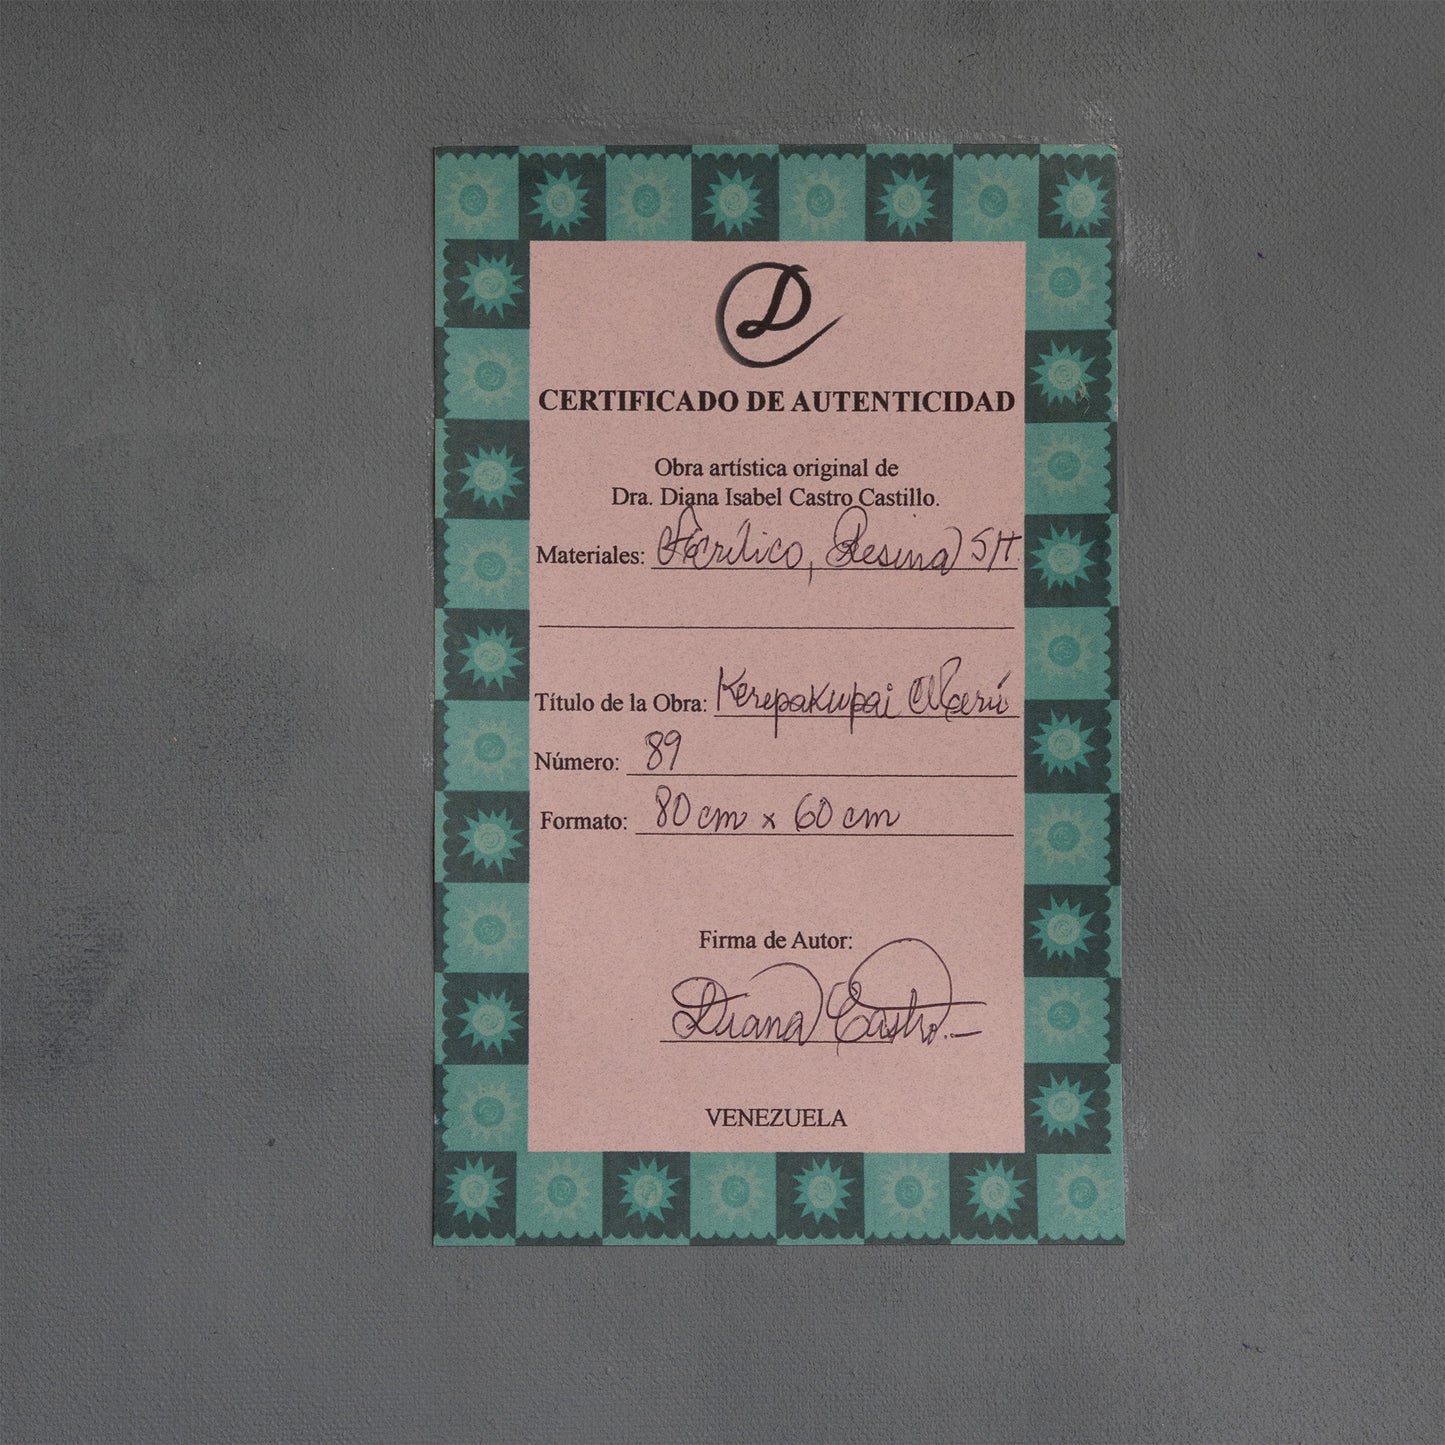 D
CERTIFICADO DE AUTENTICIDAD
Obra artística original de
Dra. Diana Isabel Castro Castillo.
Materiales: Acrílico, Resina S/T.
Título de la Obra: Kerepakupai Merú
Número: 89
Formato: 80 cm x 60 cm
Firma de Autor:
Diana Castro.-
VENEZUELA